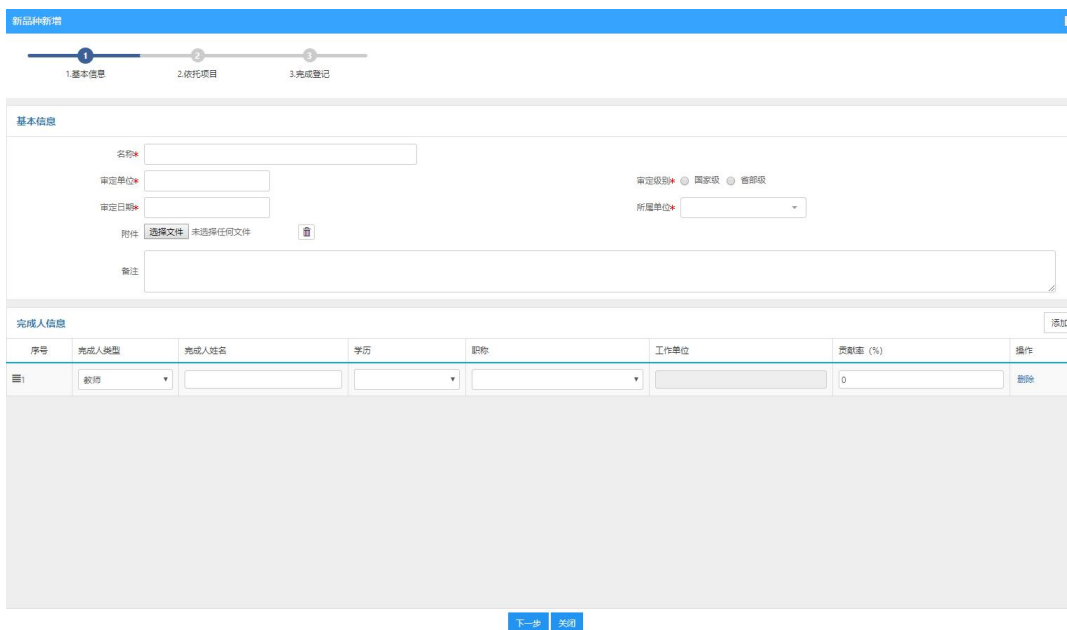 新品种新增
1 2 3
1.基本信息 2.依托项目 3.完成登记
基本信息
名称*
审定单位* 审定级别* 国家级 省部级
审定日期* 所属单位*
附件 选择文件 未选择任何文件
备注
完成人信息 添加
序号 完成人类型 完成人姓名 学历 职称 工作单位 贡献率 (%) 操作
1 教师 0 删除
下一步 关闭